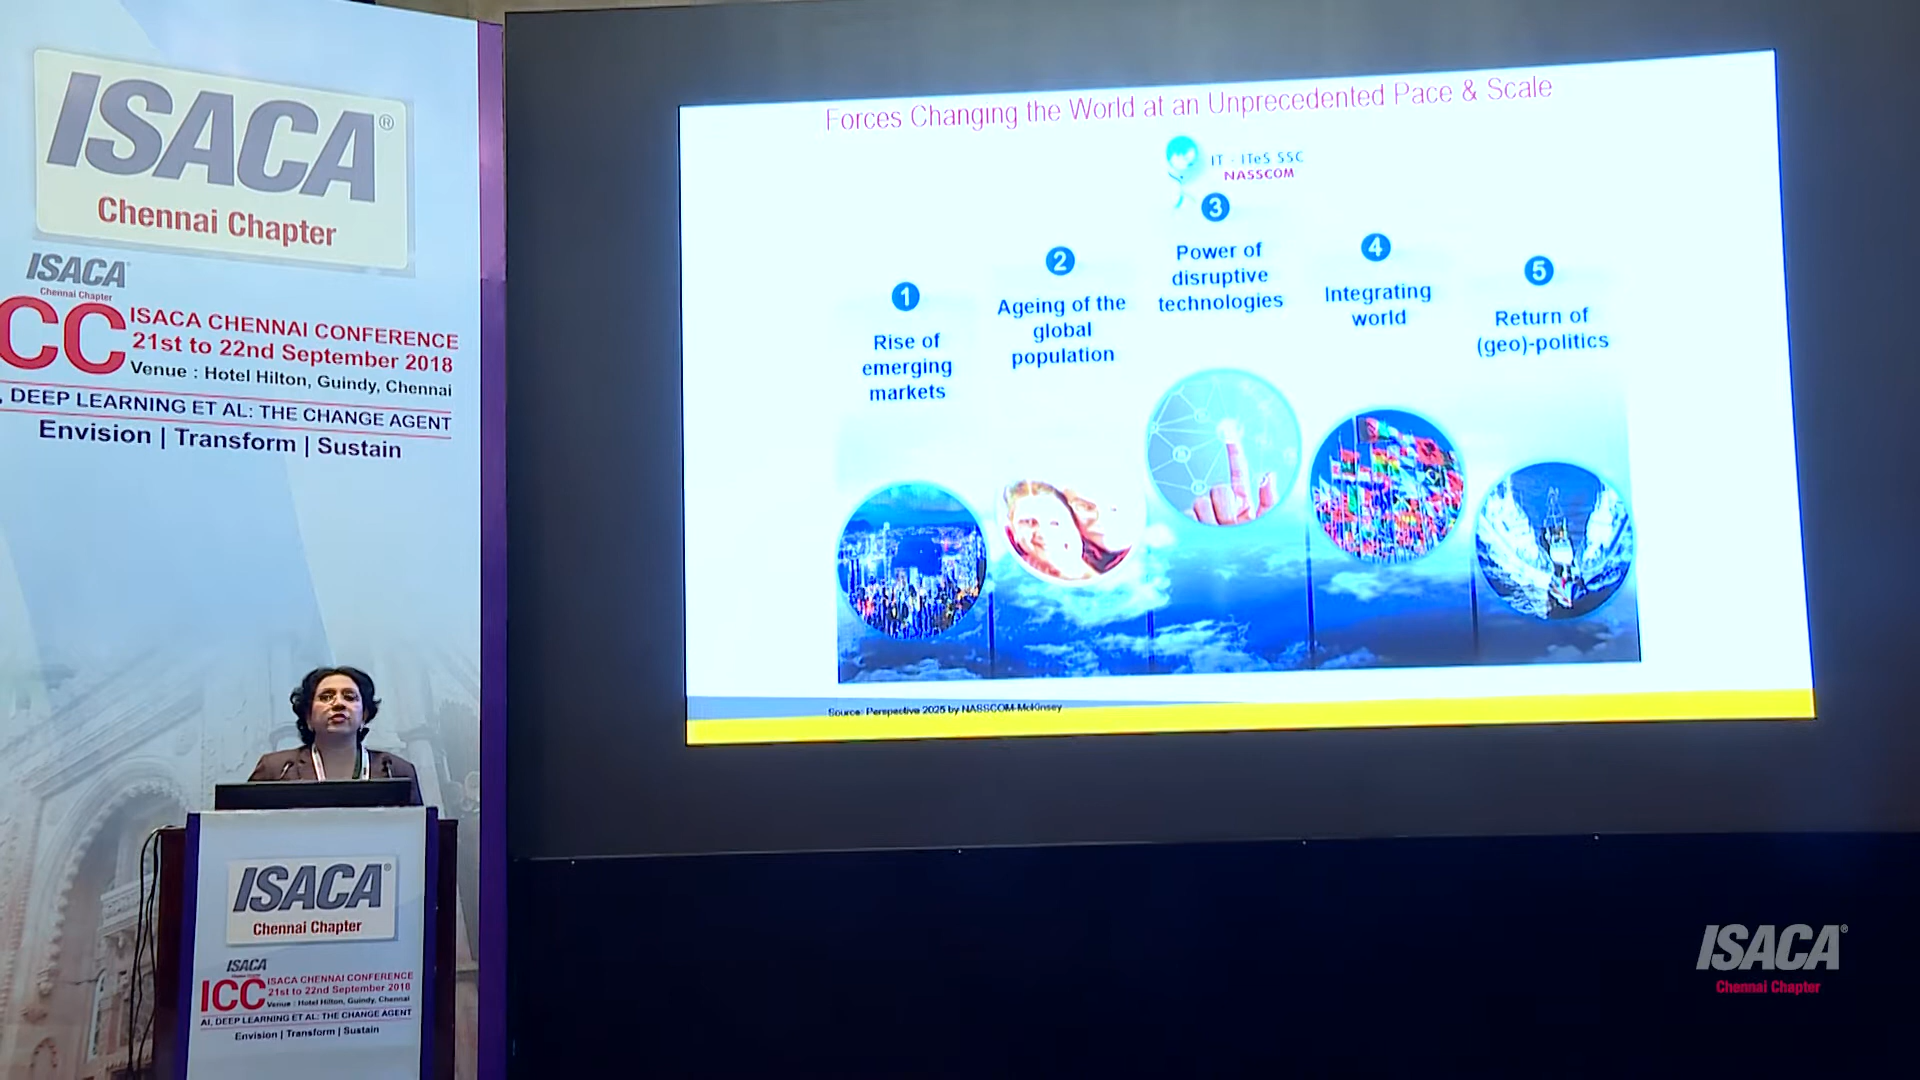 ISACA®
Chennai Chapter
ISACA
Chennai Chapter
ICC
ISACA CHENNAI CONFERENCE
21st to 22nd September 2018
Venue : Hotel Hilton, Guindy, Chennai
, DEEP LEARNING ET AL: THE CHANGE AGENT
Envision | Transform | Sustain
Forces Changing the World at an Unprecedented Pace & Scale
IT - ITeS SSC
NASSCOM
1
Rise of
emerging
markets
2
Ageing of the
global
population
3
Power of
disruptive
technologies
4
Integrating
world
5
Return of
(geo)-politics
Source: Perspective 2025 by NASSCOM-McKinsey
ISACA®
Chennai Chapter
ISACA
ICC
ISACA CHENNAI CONFERENCE
21st to 22nd September 2018
Venue : Hotel Hilton, Guindy, Chennai
AI, DEEP LEARNING ET AL: THE CHANGE AGENT
Envision | Transform | Sustain
ISACA®
Chennai Chapter